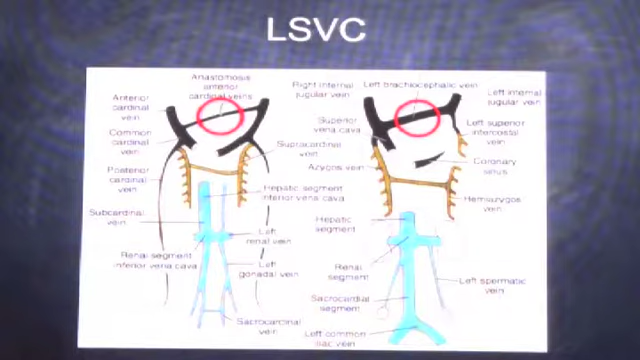 LSVC
Anastomosis
anterior
cardinal veins
Anterior
cardinal
vein
Common
cardinal
vein
Posterior
cardinal
vein
Subcardinal
vein
Renal segment
inferior vena cava
Supracardinal
vein
Hepatic segment
inferior vena cava
Left
renal vein
Left
gonadal vein
Sacrocardinal
vein
Right internal
jugular vein
Left brachiocephalic vein
Left internal
jugular vein
Superior
vena cava
Left superior
intercostal
vein
Azygos vein
Coronary
sinus
Hemiazygos
vein
Hepatic
segment
Renal
segment
Left spermatic
vein
Sacrocardial
segment
Left common
iliac vein